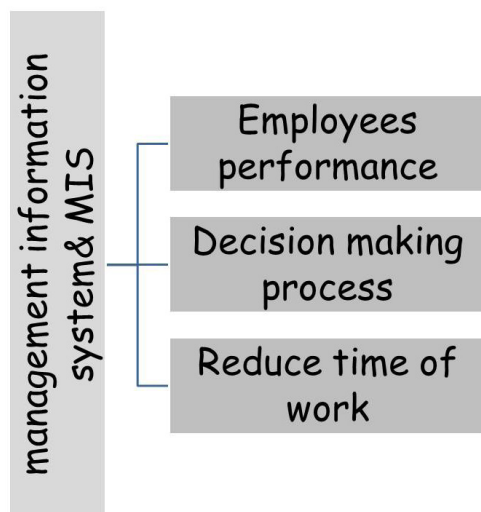 management information
system& MIS
Employees
performance
Decision making
process
Reduce time of
work